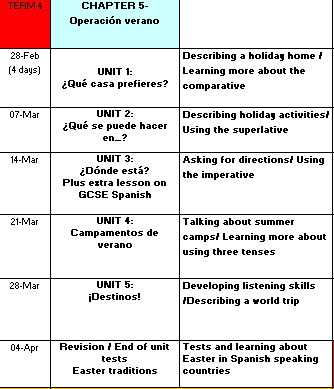 TERM 4
CHAPTER 5-
Operación verano
28-Feb
(4 days)
UNIT 1:
¿Qué casa prefieres?
Describing a holiday home /
Learning more about the
comparative
07-Mar
UNIT 2:
¿Qué se puede hacer
en...?
Describing holiday activities/
Using the superlative
14-Mar
UNIT 3:
¿Dónde está?
Plus extra lesson on
GCSE Spanish
Asking for directions/ Using
the imperative
21-Mar
UNIT 4:
Campamentos de
verano
Talking about summer
camps/ Learning more about
using three tenses
28-Mar
UNIT 5:
¡Destinos!
Developing listening skills
/Describing a world trip
04-Apr
Revision / End of unit
tests
Easter traditions
Tests and learning about
Easter in Spanish speaking
countries